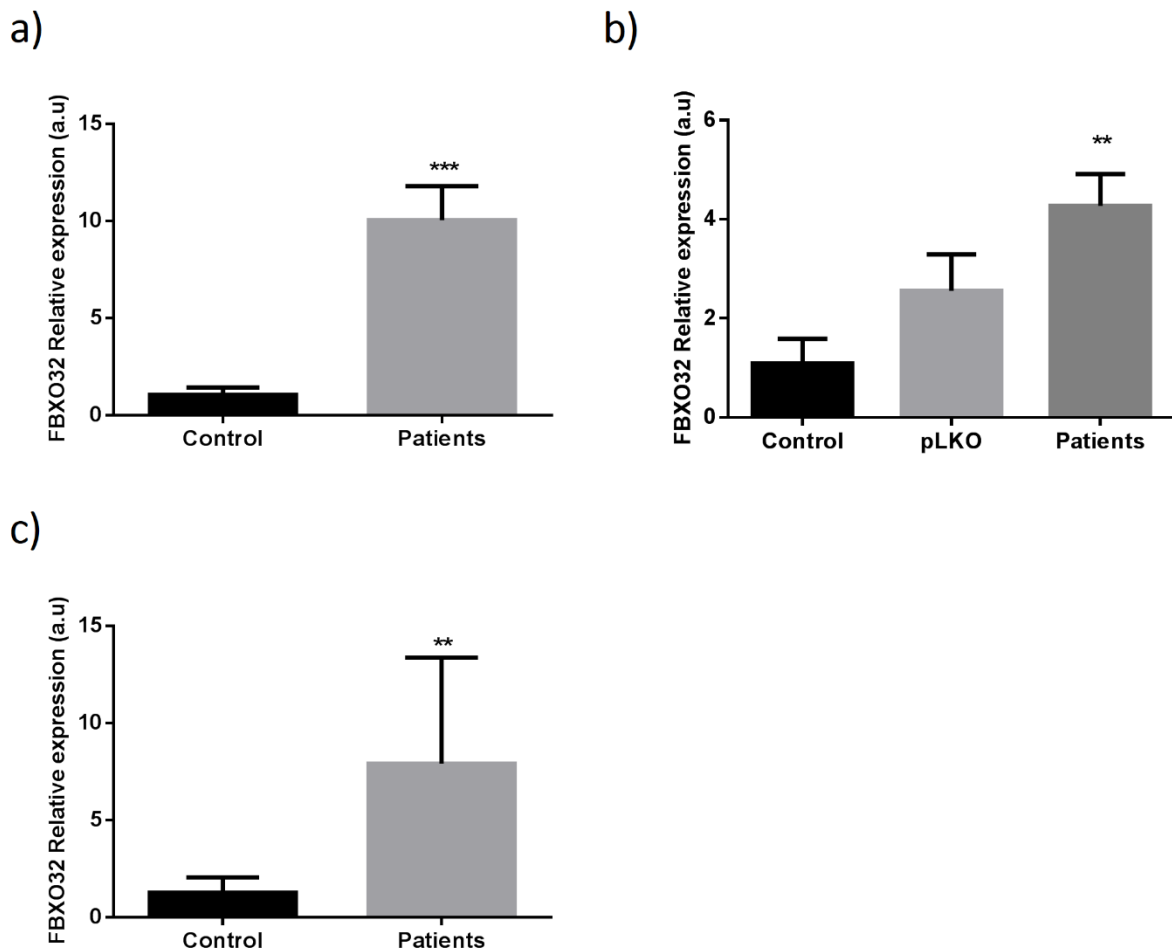 a)
FBXO32 Relative expression (a.u)
15
10
5
0
***
Control
Patients
b)
FBXO32 Relative expression (a.u)
6
4
2
0
**
Control
pLKO
Patients
c)
FBXO32 Relative expression (a.u)
15
10
5
0
**
Control
Patients